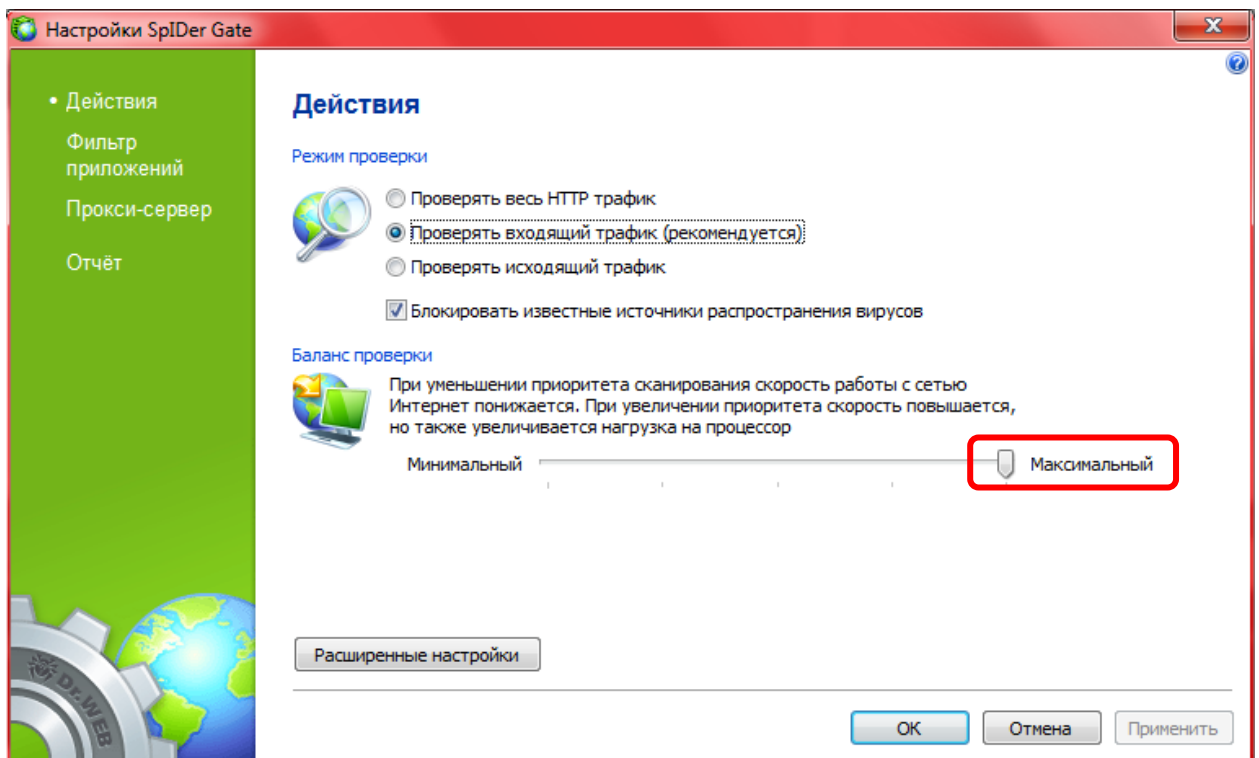 Настройки SpIDer Gate
Действия
Фильтр
приложений
Прокси-сервер
Отчёт
Действия
Режим проверки
Проверять весь HTTP трафик
Проверять входящий трафик (рекомендуется)
Проверять исходящий трафик
Блокировать известные источники распространения вирусов
Баланс проверки
При уменьшении приоритета сканирования скорость работы с сетью
Интернет понижается. При увеличении приоритета скорость повышается,
но также увеличивается нагрузка на процессор
Минимальный Максимальный
Расширенные настройки
Dr.WEB
OK Отмена Применить